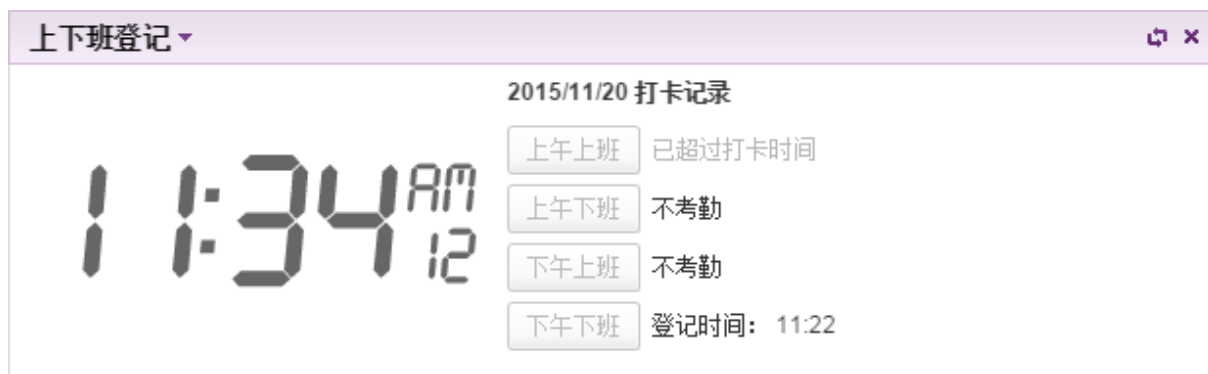 上下班登记
2015/11/20 打卡记录
11:34 AM
12
上午上班 已超过打卡时间
上午下班 不考勤
下午上班 不考勤
下午下班 登记时间： 11:22